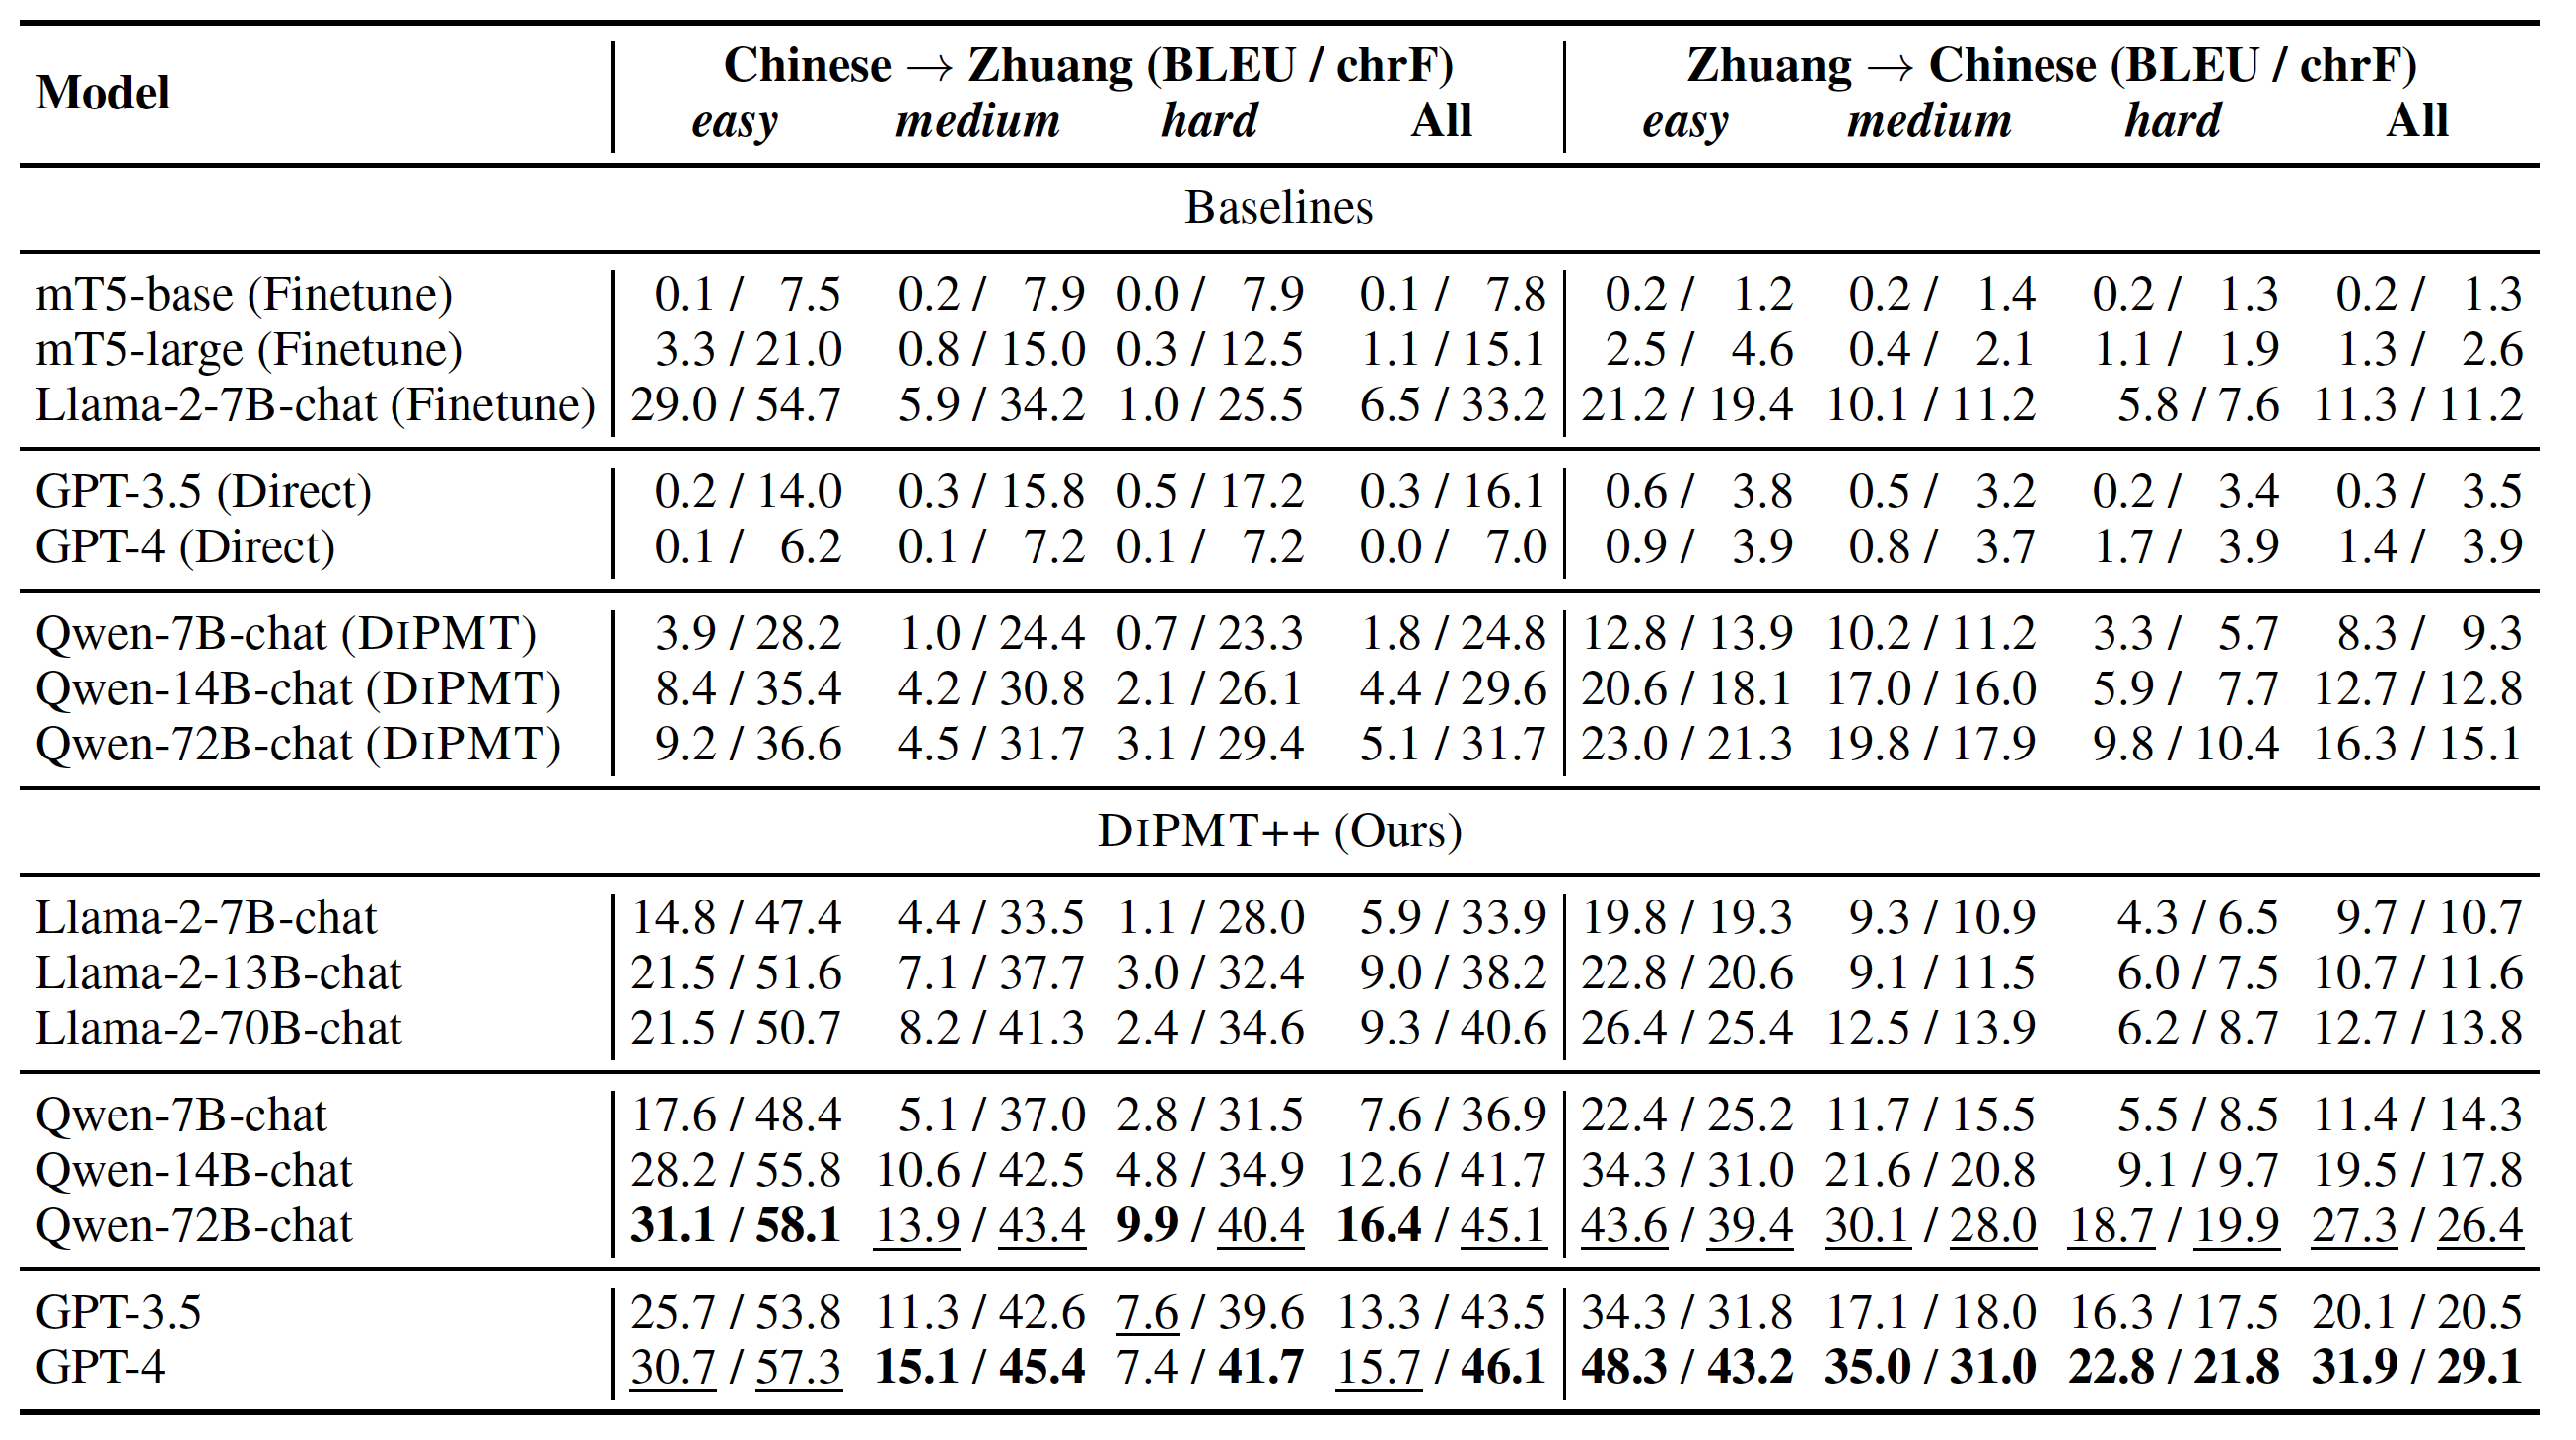 Model Chinese → Zhuang (BLEU / chrF) Zhuang → Chinese (BLEU / chrF)
easy medium hard All easy medium hard All
Baselines
mT5-base (Finetune) 0.1 / 7.5 0.2 / 7.9 0.0 / 7.9 0.1 / 7.8 0.2 / 1.2 0.2 / 1.4 0.2 / 1.3 0.2 / 1.3
mT5-large (Finetune) 3.3 / 21.0 0.8 / 15.0 0.3 / 12.5 1.1 / 15.1 2.5 / 4.6 0.4 / 2.1 1.1 / 1.9 1.3 / 2.6
Llama-2-7B-chat (Finetune) 29.0 / 54.7 5.9 / 34.2 1.0 / 25.5 6.5 / 33.2 21.2 / 19.4 10.1 / 11.2 5.8 / 7.6 11.3 / 11.2
GPT-3.5 (Direct) 0.2 / 14.0 0.3 / 15.8 0.5 / 17.2 0.3 / 16.1 0.6 / 3.8 0.5 / 3.2 0.2 / 3.4 0.3 / 3.5
GPT-4 (Direct) 0.1 / 6.2 0.1 / 7.2 0.1 / 7.2 0.0 / 7.0 0.9 / 3.9 0.8 / 3.7 1.7 / 3.9 1.4 / 3.9
Qwen-7B-chat (DIPMT) 3.9 / 28.2 1.0 / 24.4 0.7 / 23.3 1.8 / 24.8 12.8 / 13.9 10.2 / 11.2 3.3 / 5.7 8.3 / 9.3
Qwen-14B-chat (DIPMT) 8.4 / 35.4 4.2 / 30.8 2.1 / 26.1 4.4 / 29.6 20.6 / 18.1 17.0 / 16.0 5.9 / 7.7 12.7 / 12.8
Qwen-72B-chat (DIPMT) 9.2 / 36.6 4.5 / 31.7 3.1 / 29.4 5.1 / 31.7 23.0 / 21.3 19.8 / 17.9 9.8 / 10.4 16.3 / 15.1
DIPMT++ (Ours)
Llama-2-7B-chat 14.8 / 47.4 4.4 / 33.5 1.1 / 28.0 5.9 / 33.9 19.8 / 19.3 9.3 / 10.9 4.3 / 6.5 9.7 / 10.7
Llama-2-13B-chat 21.5 / 51.6 7.1 / 37.7 3.0 / 32.4 9.0 / 38.2 22.8 / 20.6 9.1 / 11.5 6.0 / 7.5 10.7 / 11.6
Llama-2-70B-chat 21.5 / 50.7 8.2 / 41.3 2.4 / 34.6 9.3 / 40.6 26.4 / 25.4 12.5 / 13.9 6.2 / 8.7 12.7 / 13.8
Qwen-7B-chat 17.6 / 48.4 5.1 / 37.0 2.8 / 31.5 7.6 / 36.9 22.4 / 25.2 11.7 / 15.5 5.5 / 8.5 11.4 / 14.3
Qwen-14B-chat 28.2 / 55.8 10.6 / 42.5 4.8 / 34.9 12.6 / 41.7 34.3 / 31.0 21.6 / 20.8 9.1 / 9.7 19.5 / 17.8
Qwen-72B-chat 31.1 / 58.1 13.9 / 43.4 9.9 / 40.4 16.4 / 45.1 43.6 / 39.4 30.1 / 28.0 18.7 / 19.9 27.3 / 26.4
GPT-3.5 25.7 / 53.8 11.3 / 42.6 7.6 / 39.6 13.3 / 43.5 34.3 / 31.8 17.1 / 18.0 16.3 / 17.5 20.1 / 20.5
GPT-4 30.7 / 57.3 15.1 / 45.4 7.4 / 41.7 15.7 / 46.1 48.3 / 43.2 35.0 / 31.0 22.8 / 21.8 31.9 / 29.1